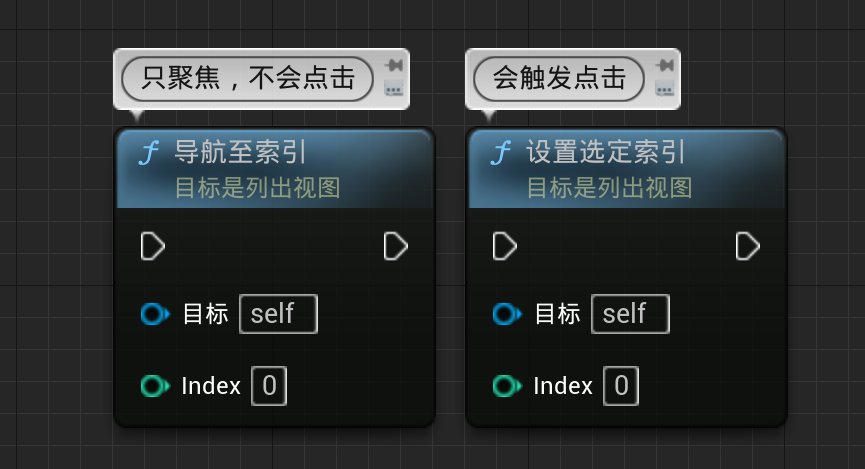 只聚焦，不会点击
会触发点击
导航至索引
目标是列出视图
目标 self
Index 0
设置选定索引
目标是列出视图
目标 self
Index 0